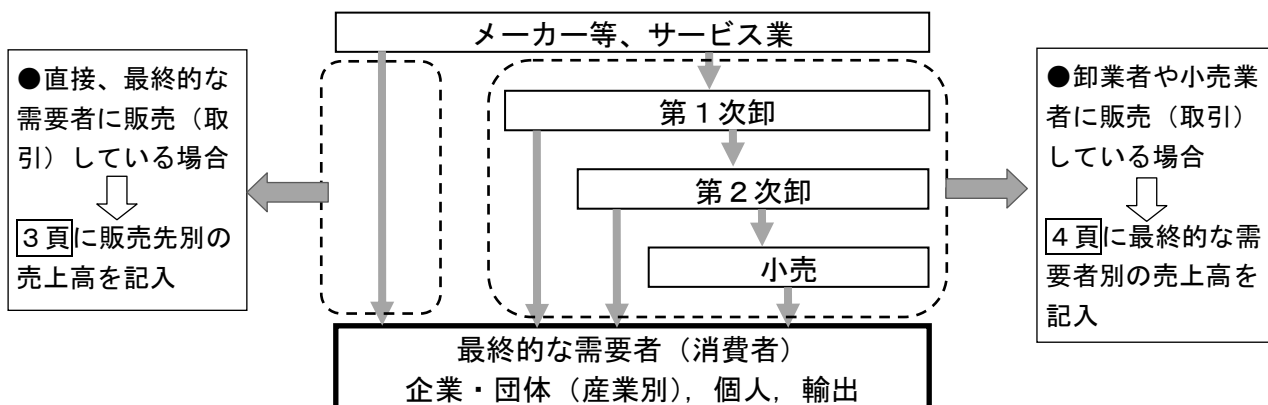 メーカー等、サービス業
●直接、最終的な
需要者に販売（取
引）している場合
３頁に販売先別の
売上高を記入
第１次卸
第２次卸
小売
●卸業者や小売業
者に販売（取引）
している場合
４頁に最終的な需
要者別の売上高を
記入
最終的な需要者（消費者）
企業・団体（産業別），個人，輸出